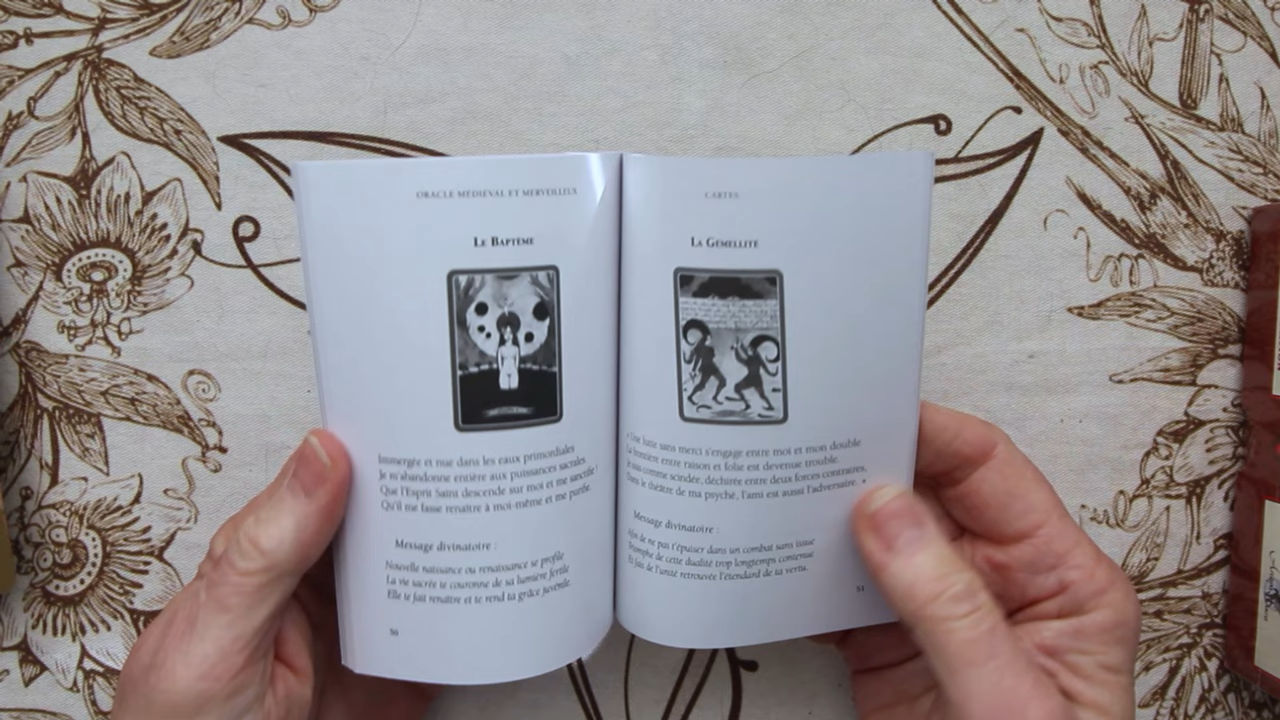 ORACLE MÉDIÉVAL ET MERVEILLEUX
LE BAPTÊME
Immergée et nue dans les eaux primordiales
Je m'abandonne entière aux puissances sacrales
Que l'Esprit Saint descende sur moi et me sanctifie !
Qu'il me fasse renaître à moi-même et me purifie.
Message divinatoire :
Nouvelle naissance ou renaissance se profile
La vie sacrée te couronne de sa lumière fertile
Elle te fait renaître et te rend ta grâce juvénile.
50
CARTES
LA GÉMELLITÉ
« Une lutte sans merci s'engage entre moi et mon double
La frontière entre raison et folie est devenue trouble.
Je suis comme scindée, déchirée entre deux forces contraires,
Dans le théâtre de ma psyché, l'ami est aussi l'adversaire. »
Message divinatoire :
Afin de ne pas t'épuiser dans un combat sans issue
Triomphe de cette dualité trop longtemps contenue
Et fais de l'unité retrouvée l'étendard de ta vertu.
51